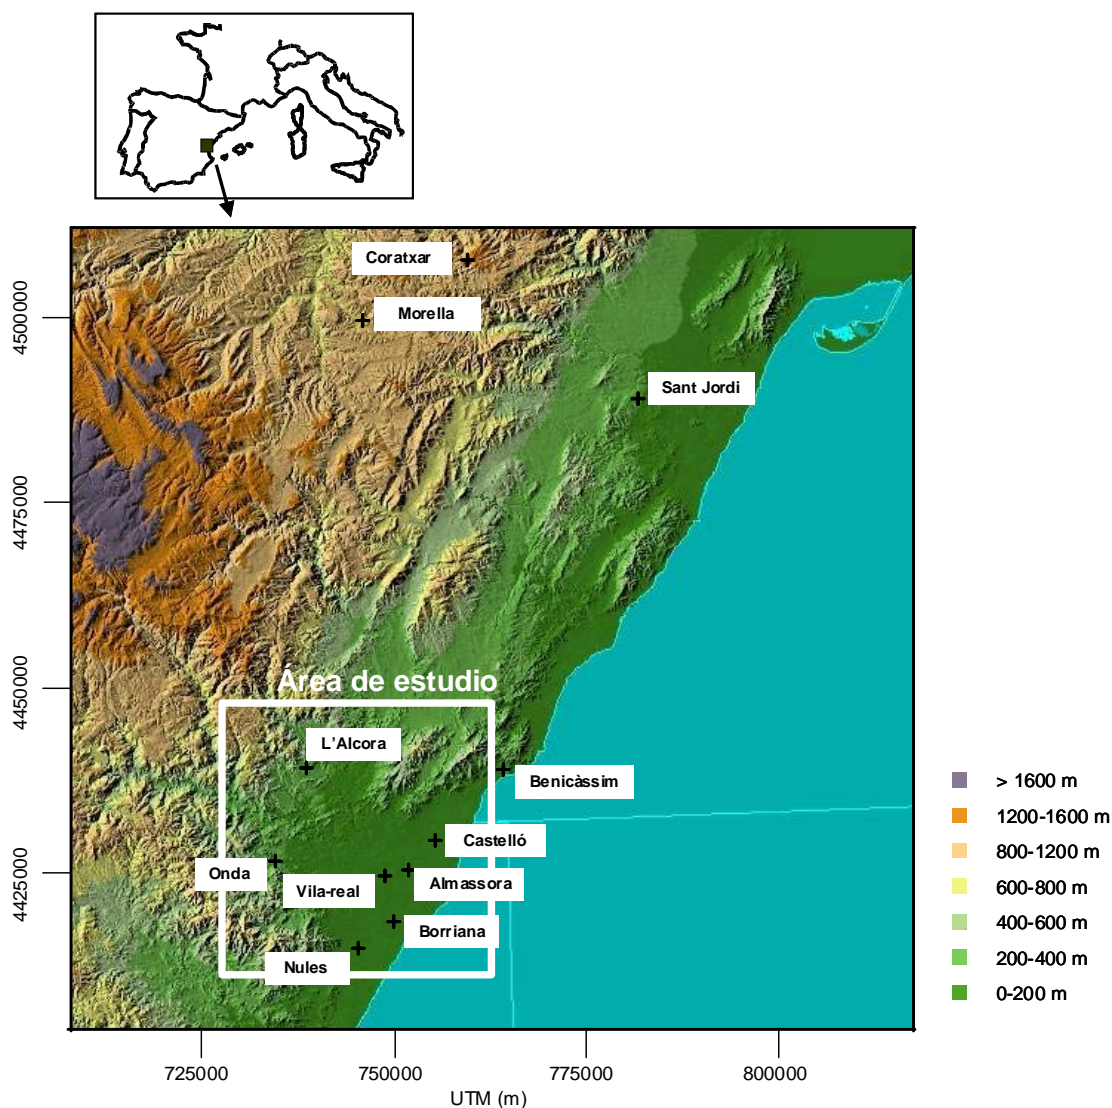 Coratxar
Morella
Sant Jordi
Área de estudio
L'Alcora
Benicàssim
Castelló
Onda
Vila-real
Almassora
Borriana
Nules
4500000
4475000
4450000
4425000
725000
750000
775000
800000
UTM (m)
> 1600 m
1200-1600 m
800-1200 m
600-800 m
400-600 m
200-400 m
0-200 m